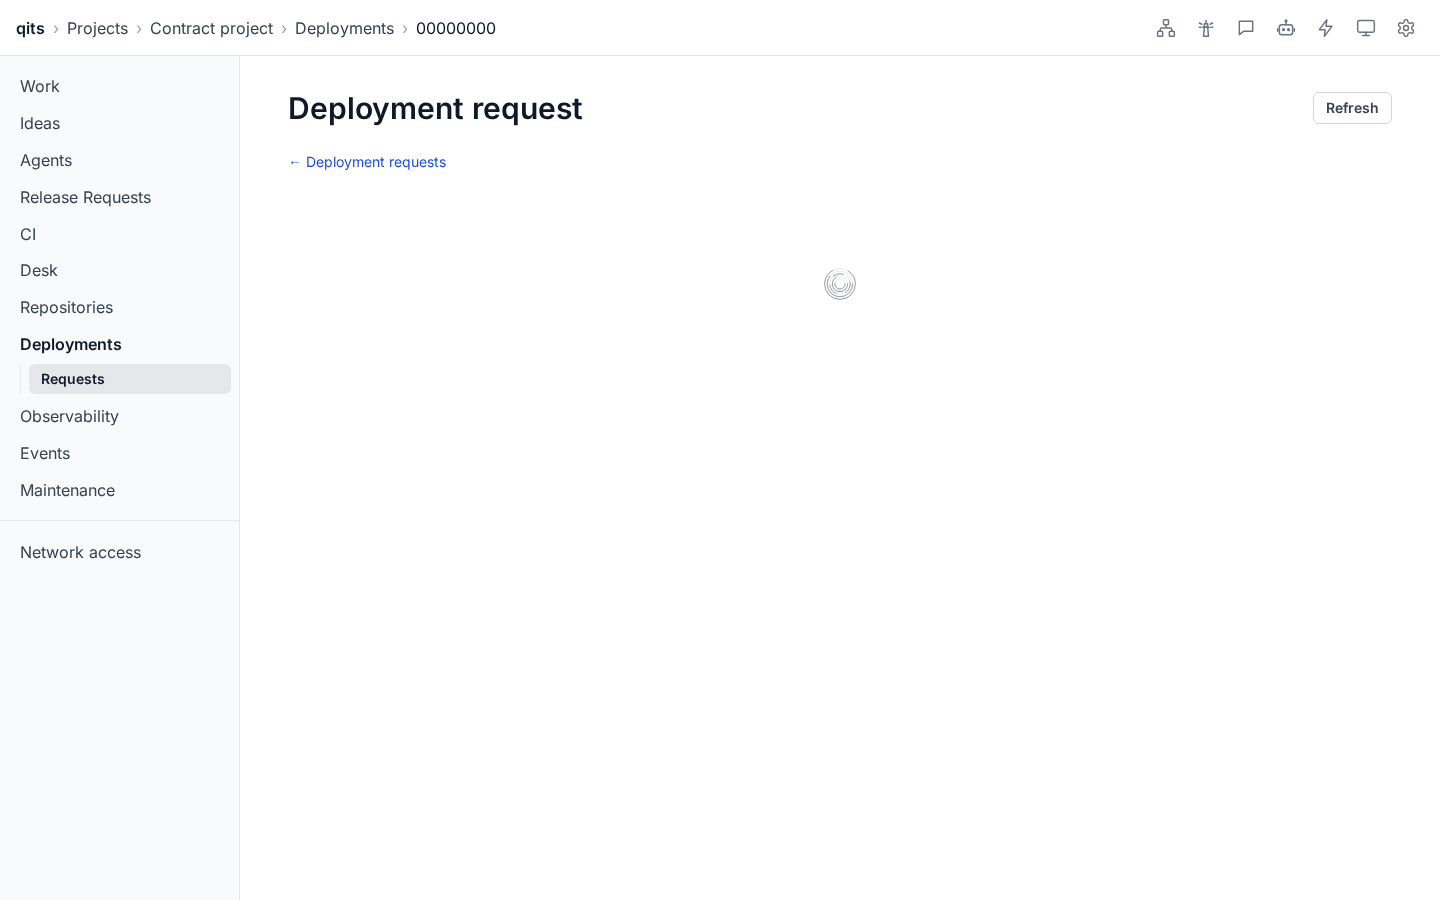 qits › Projects › Contract project › Deployments › 00000000
Work
Ideas
Agents
Release Requests
CI
Desk
Repositories
Deployments
Requests
Observability
Events
Maintenance
Network access
Deployment request
Refresh
← Deployment requests